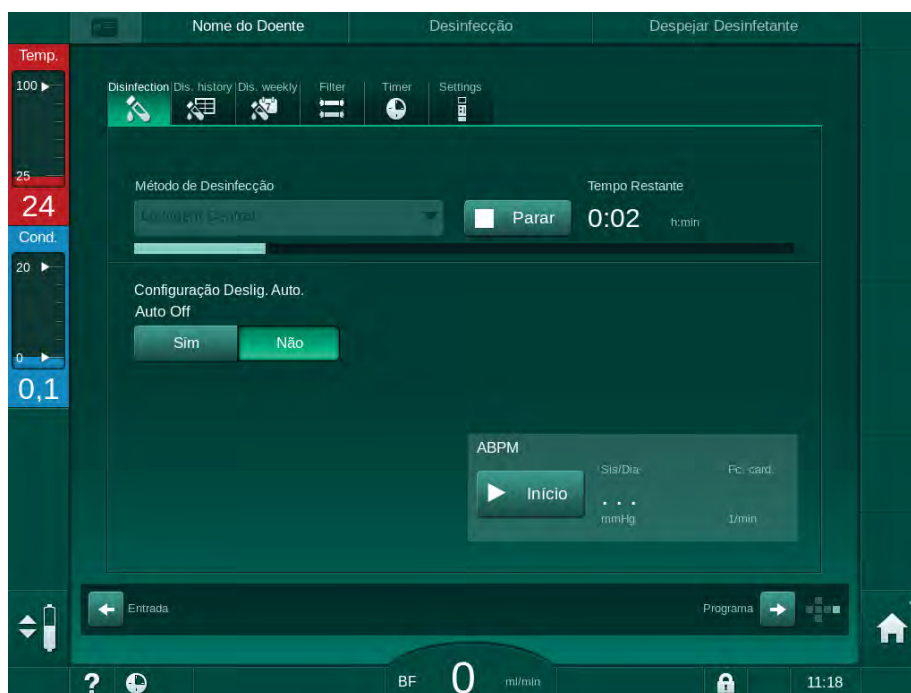 Nome do Doente
Desinfecção
Despejar Desinfetante
Temp.
100
25
24
Cond.
20
0
0,1
Disinfection
Dis. history
Dis. weekly
Filter
Timer
Settings
Método de Desinfecção
Tempo Restante
Parar
0:02
h:min
Configuração Deslig. Auto.
Auto Off
Sim
Não
ABPM
Sis/Dia
Fc. card.
Início
. . .
mmHg
1/min
Entrada
Programa
?
BF
0
ml/min
11:18